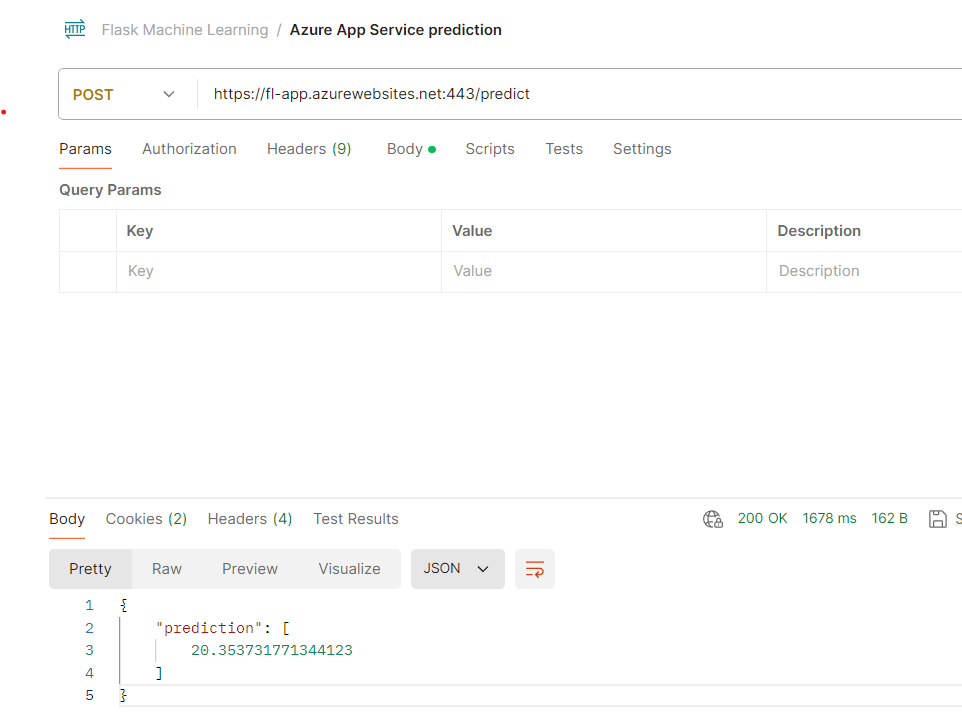 HTTP Flask Machine Learning / Azure App Service prediction
POST https://fl-app.azurewebsites.net:443/predict
Params Authorization Headers (9) Body Scripts Tests Settings
Query Params
Key Value Description
Key Value Description
Body Cookies (2) Headers (4) Test Results 200 OK 1678 ms 162 B S
Pretty Raw Preview Visualize JSON
1 {
2 "prediction": [
3 20.353731771344123
4 ]
5 }